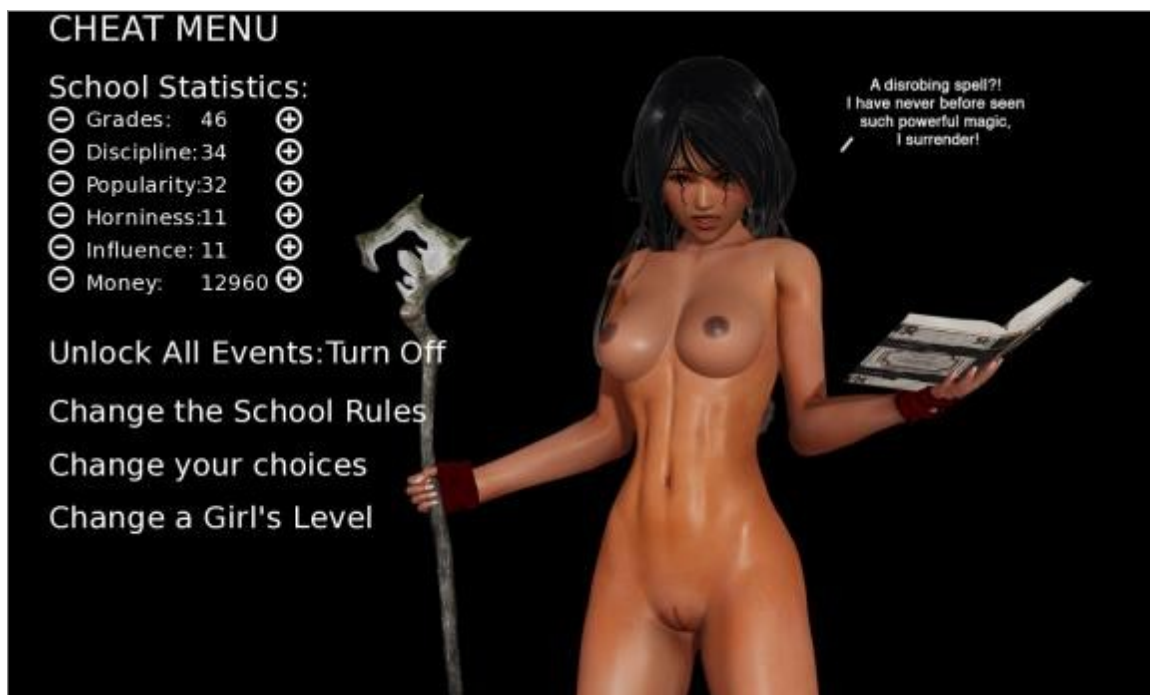 CHEAT MENU
School Statistics:
Grades: 46
Discipline: 34
Popularity: 32
Horniness: 11
Influence: 11
Money: 12960
Unlock All Events: Turn Off
Change the School Rules
Change your choices
Change a Girl's Level
A disrobing spell?!
I have never before seen
such powerful magic,
I surrender!